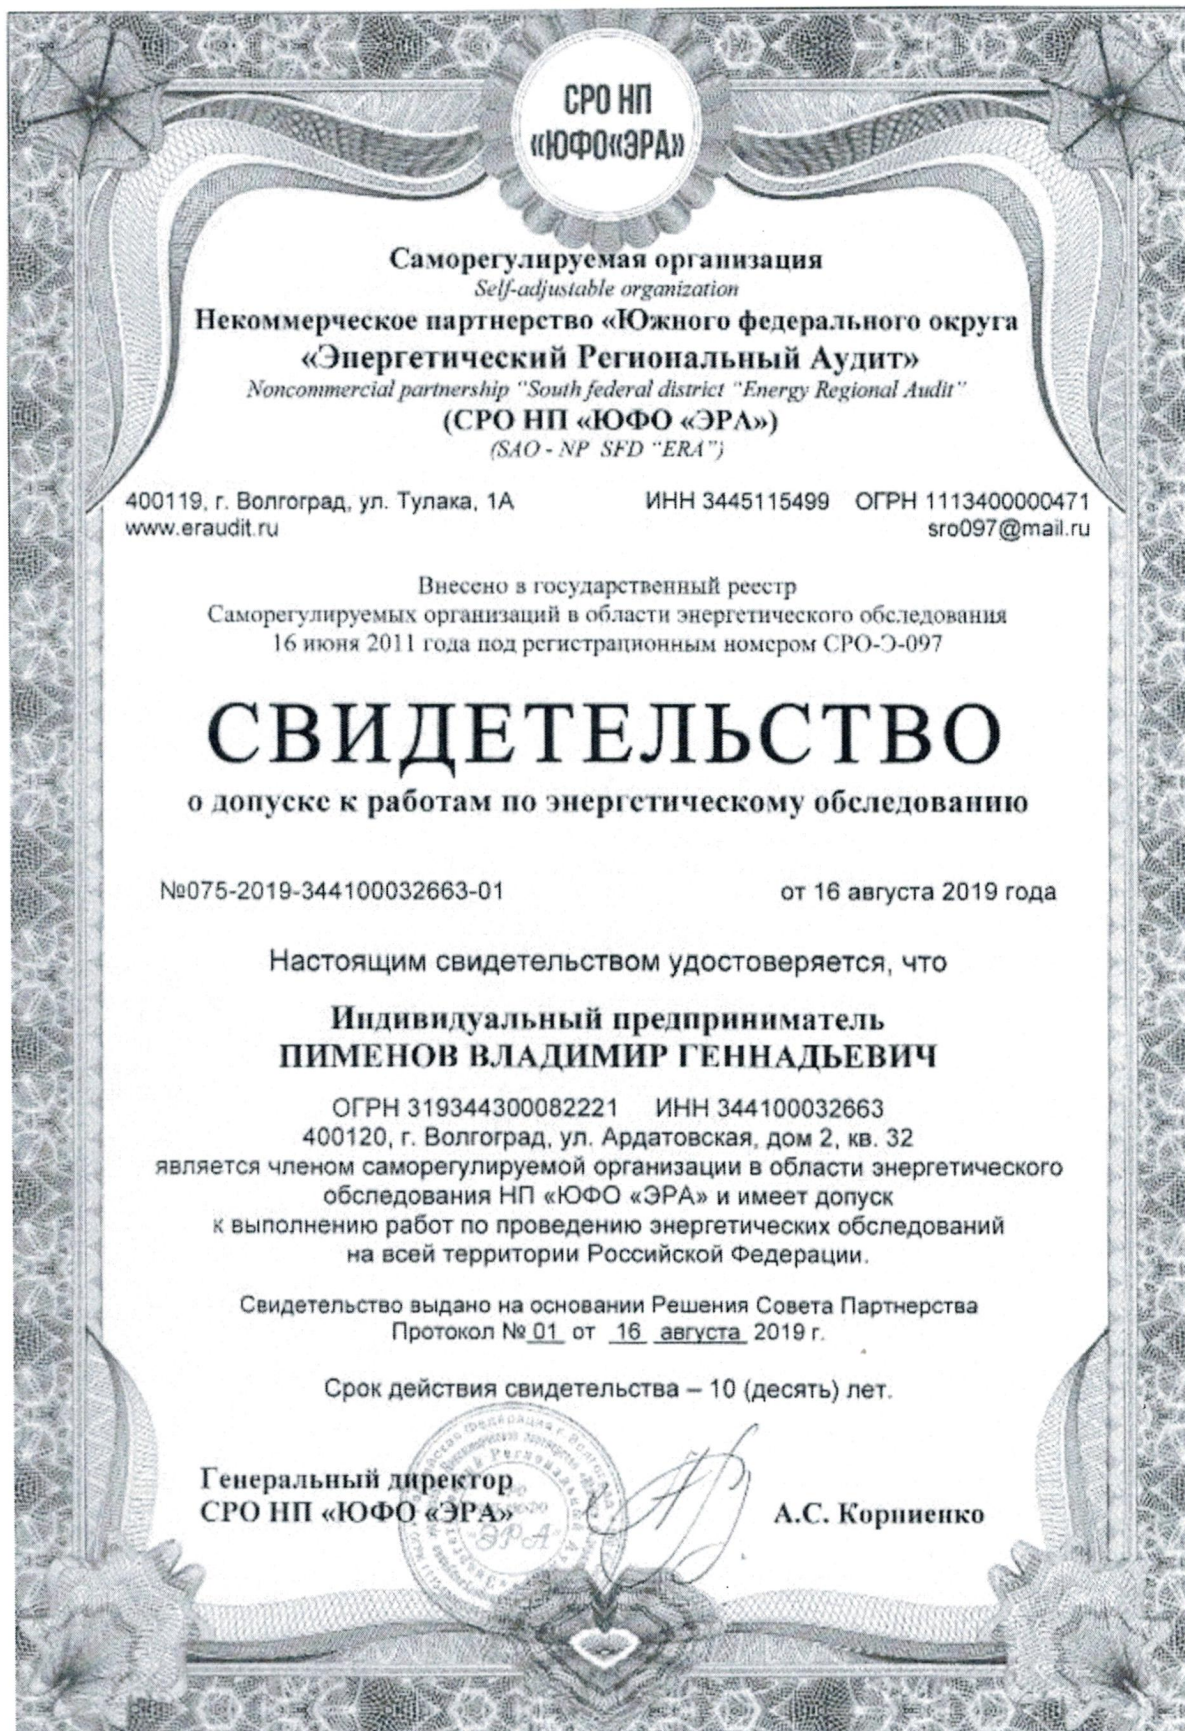 СРО НП
«ЮФО«ЭРА»
Саморегулируемая организация
Self-adjustable organization
Некоммерческое партнерство «Южного федерального округа
«Энергетический Региональный Аудит»
Noncommercial partnership "South federal district "Energy Regional Audit"
(СРО НП «ЮФО «ЭРА»)
(SAO - NP SFD "ERA")
400119, г. Волгоград, ул. Тулака, 1А ИНН 3445115499 ОГРН 1113400000471
www.eraudit.ru sro097@mail.ru
Внесено в государственный реестр
Саморегулируемых организаций в области энергетического обследования
16 июня 2011 года под регистрационным номером СРО-Э-097
СВИДЕТЕЛЬСТВО
о допуске к работам по энергетическому обследованию
№075-2019-344100032663-01 от 16 августа 2019 года
Настоящим свидетельством удостоверяется, что
Индивидуальный предприниматель
ПИМЕНОВ ВЛАДИМИР ГЕННАДЬЕВИЧ
ОГРН 319344300082221 ИНН 344100032663
400120, г. Волгоград, ул. Ардатовская, дом 2, кв. 32
является членом саморегулируемой организации в области энергетического
обследования НП «ЮФО «ЭРА» и имеет допуск
к выполнению работ по проведению энергетических обследований
на всей территории Российской Федерации.
Свидетельство выдано на основании Решения Совета Партнерства
Протокол № 01 от 16 августа 2019 г.
Срок действия свидетельства – 10 (десять) лет.
Генеральный директор
СРО НП «ЮФО «ЭРА» А.С. Корниенко
«ЭРА»